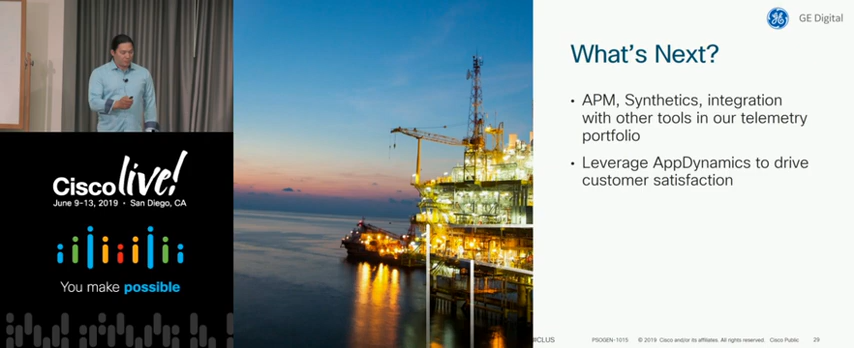 Cisco live!
June 9-13, 2019 • San Diego, CA
You make possible
GE Digital
What's Next?
• APM, Synthetics, integration
with other tools in our telemetry
portfolio
• Leverage AppDynamics to drive
customer satisfaction
#CLUS PSOGEN-1015 © 2019 Cisco and/or its affiliates. All rights reserved. Cisco Public 29